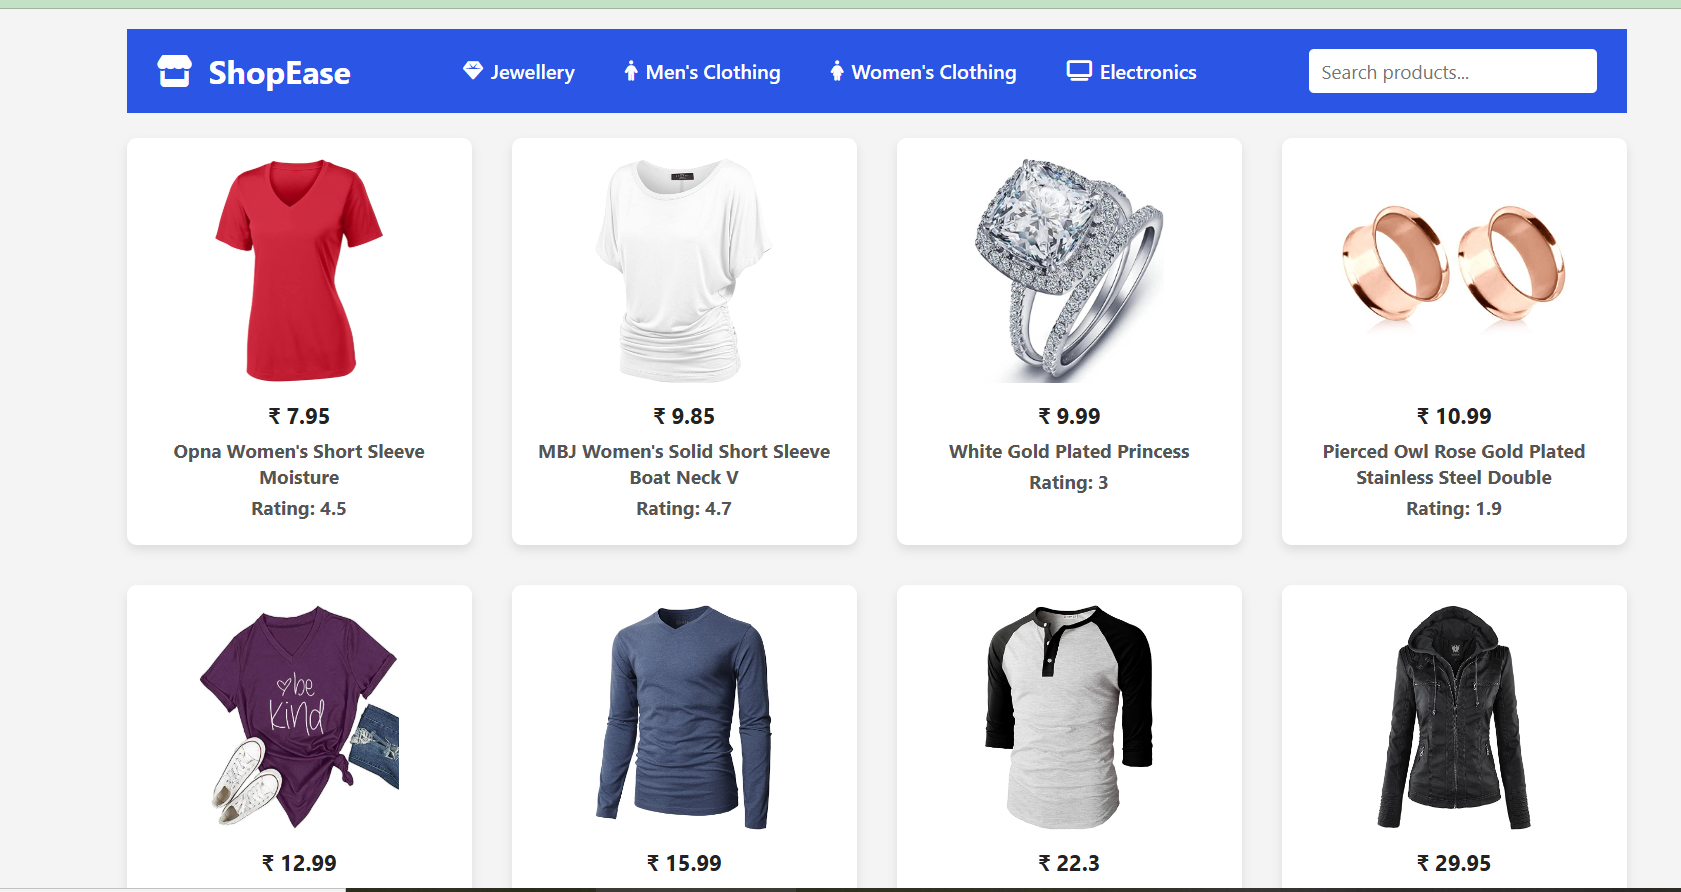 ShopEase
Jewellery
Men's Clothing
Women's Clothing
Electronics
Search products...
₹ 7.95
Opna Women's Short Sleeve
Moisture
Rating: 4.5
₹ 9.85
MBJ Women's Solid Short Sleeve
Boat Neck V
Rating: 4.7
₹ 9.99
White Gold Plated Princess
Rating: 3
₹ 10.99
Pierced Owl Rose Gold Plated
Stainless Steel Double
Rating: 1.9
be
kind
₹ 12.99
₹ 15.99
₹ 22.3
₹ 29.95